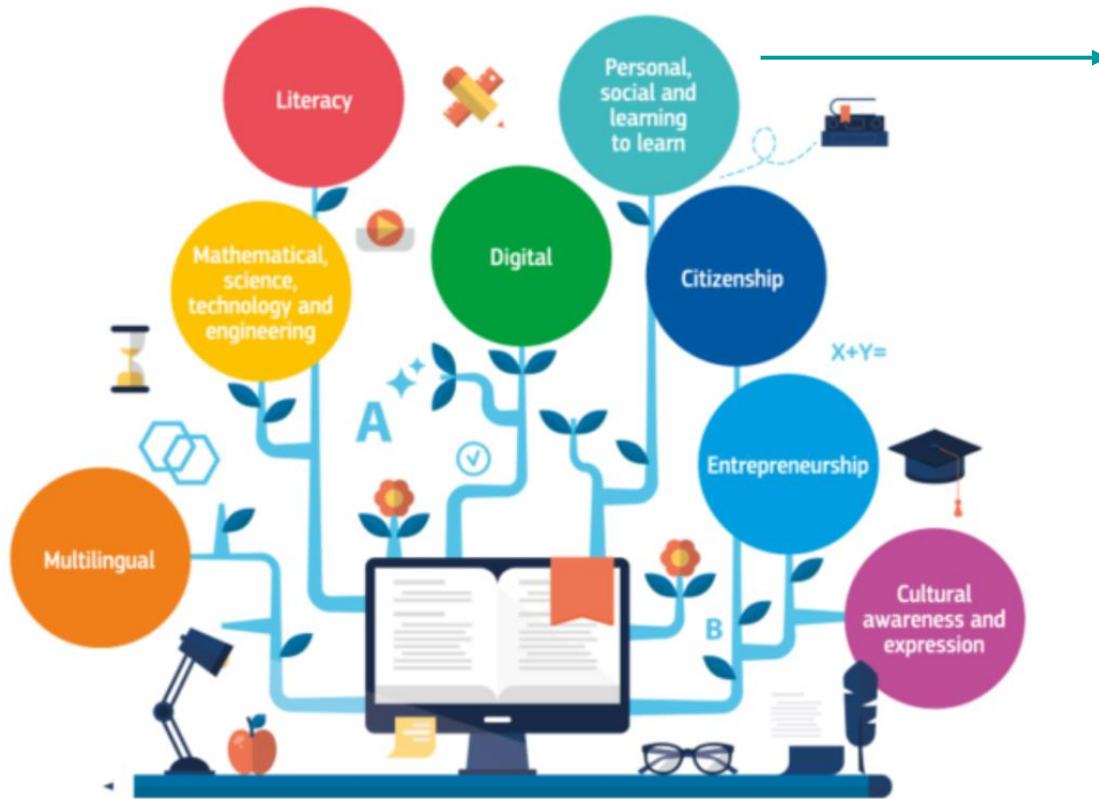 Literacy
Personal,
social and
learning
to learn
Mathematical,
science,
technology and
engineering
Digital
Citizenship
X+Y=
A
Entrepreneurship
Multilingual
Cultural
awareness and
expression
B